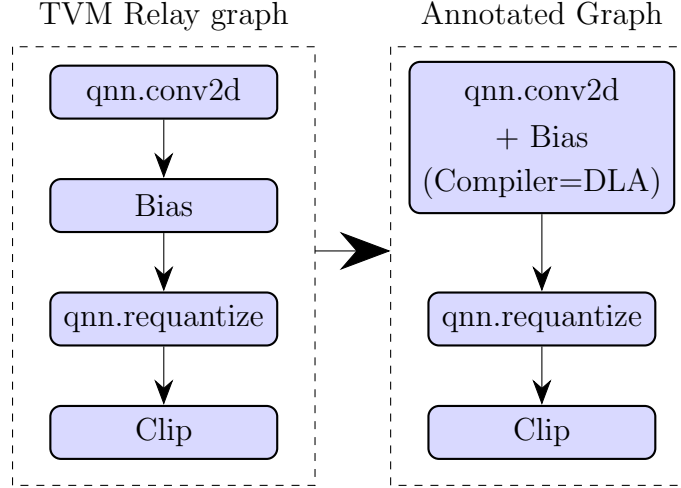 TVM Relay graph
qnn.conv2d
Bias
qnn.requantize
Clip
Annotated Graph
qnn.conv2d
+ Bias
(Compiler=DLA)
qnn.requantize
Clip